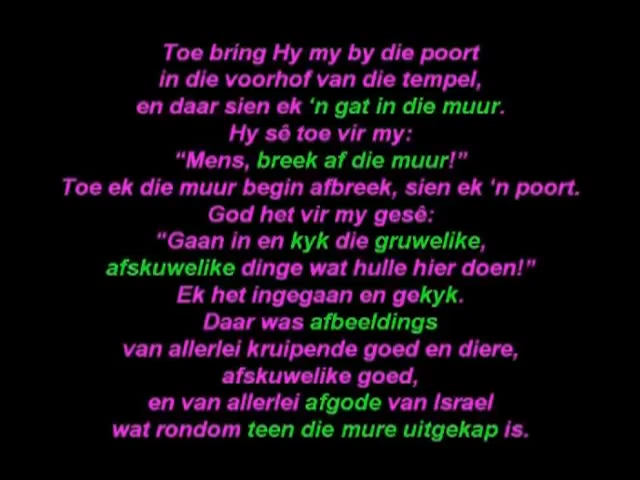 Toe bring Hy my by die poort
in die voorhof van die tempel,
en daar sien ek ‘n gat in die muur.
Hy sê toe vir my:
“Mens, breek af die muur!”
Toe ek die muur begin afbreek, sien ek 'n poort.
God het vir my gesê:
“Gaan in en kyk die gruwelike,
afskuwelike dinge wat hulle hier doen!”
Ek het ingegaan en gekyk.
Daar was afbeeldings
van allerlei kruipende goed en diere,
afskuwelike goed,
en van allerlei afgode van Israel
wat rondom teen die mure uitgekap is.